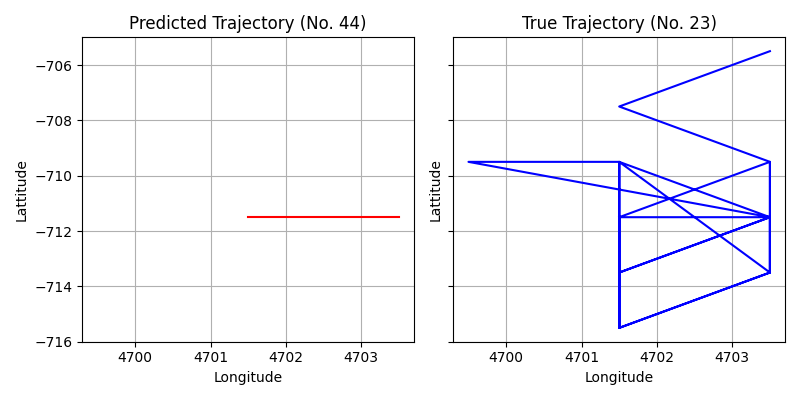 Predicted Trajectory (No. 44)
True Trajectory (No. 23)
−706
−708
−710
−712
−714
−716
Lattitude
Lattitude
4700 4701 4702 4703
4700 4701 4702 4703
Longitude
Longitude